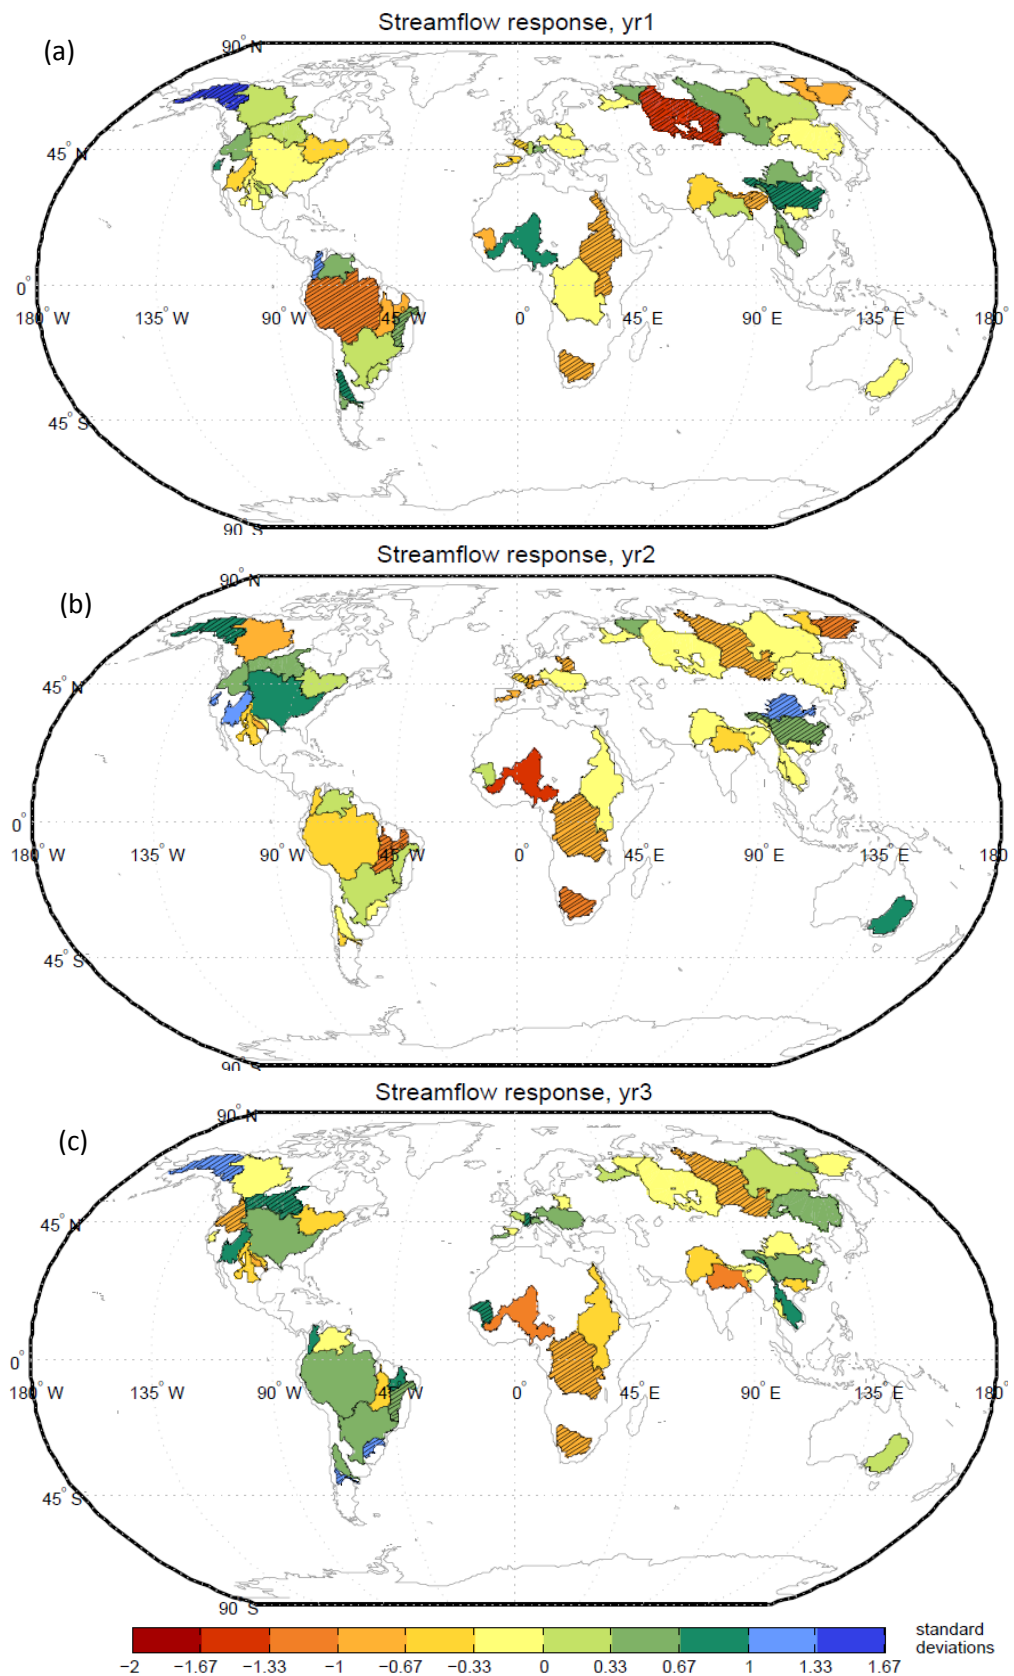 Streamflow response, yr1
(a)
90° N
45° N
0°
180° W 135° W 90° W 45° W 0° 45° E 90° E 135° E 180°
45° S
90° S
Streamflow response, yr2
(b)
90° N
45° N
0°
180° W 135° W 90° W 45° W 0° 45° E 90° E 135° E 180°
45° S
90° S
Streamflow response, yr3
(c)
90° N
45° N
0°
180° W 135° W 90° W 45° W 0° 45° E 90° E 135° E 180°
45° S
90° S
standard
deviations
−2 −1.67 −1.33 −1 −0.67 −0.33 0 0.33 0.67 1 1.33 1.67